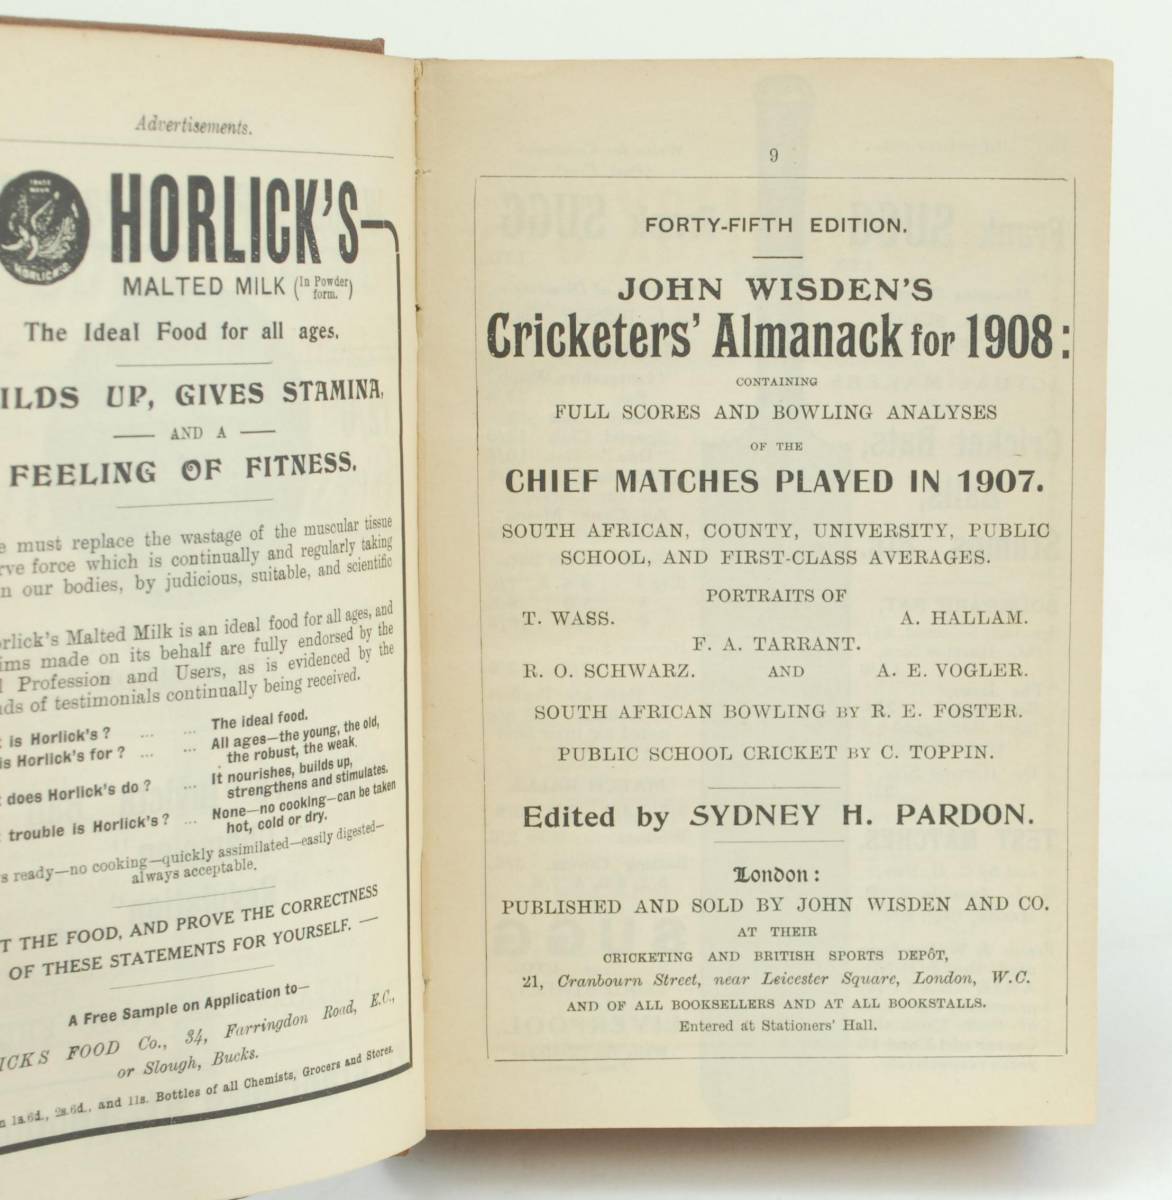 Advertisements.
HORLICK'S
MALTED MILK (In Powder form.)
The Ideal Food for all ages.
UP, GIVES STAMINA,
AND A
FEELING OF FITNESS.
must replace the wastage of the muscular tissue
force which is continually and regularly taking
our bodies, by judicious, suitable, and scientific
Malted Milk is an ideal food for all ages, and
made on its behalf are fully endorsed by the
Profession and Users, as is evidenced by the
of testimonials continually being received.
is Horlick's ? ... ... The ideal food.
is Horlick's for ? ... ... All ages—the young, the old,
the robust, the weak.
does Horlick's do ? ... It nourishes, builds up,
strengthens and stimulates.
trouble is Horlick's ? ... None—no cooking—can be taken
hot, cold or dry.
ready—no cooking—quickly assimilated—easily digested—
always acceptable.
THE FOOD, AND PROVE THE CORRECTNESS
OF THESE STATEMENTS FOR YOURSELF. —
A Free Sample on Application to—
FOOD Co., 34, Farringdon Road, E.C.,
or Slough, Bucks.
1s.6d., 2s.6d., and 11s. Bottles of all Chemists, Grocers and Stores.
9
FORTY-FIFTH EDITION.
JOHN WISDEN'S
Cricketers' Almanack for 1908:
CONTAINING
FULL SCORES AND BOWLING ANALYSES
OF THE
CHIEF MATCHES PLAYED IN 1907.
SOUTH AFRICAN, COUNTY, UNIVERSITY, PUBLIC
SCHOOL, AND FIRST-CLASS AVERAGES.
PORTRAITS OF
T. WASS. A. HALLAM.
F. A. TARRANT.
R. O. SCHWARZ. AND A. E. VOGLER.
SOUTH AFRICAN BOWLING BY R. E. FOSTER.
PUBLIC SCHOOL CRICKET BY C. TOPPIN.
Edited by SYDNEY H. PARDON.
London :
PUBLISHED AND SOLD BY JOHN WISDEN AND CO.
AT THEIR
CRICKETING AND BRITISH SPORTS DEPÔT,
21, Cranbourn Street, near Leicester Square, London, W.C.
AND OF ALL BOOKSELLERS AND AT ALL BOOKSTALLS.
Entered at Stationers' Hall.